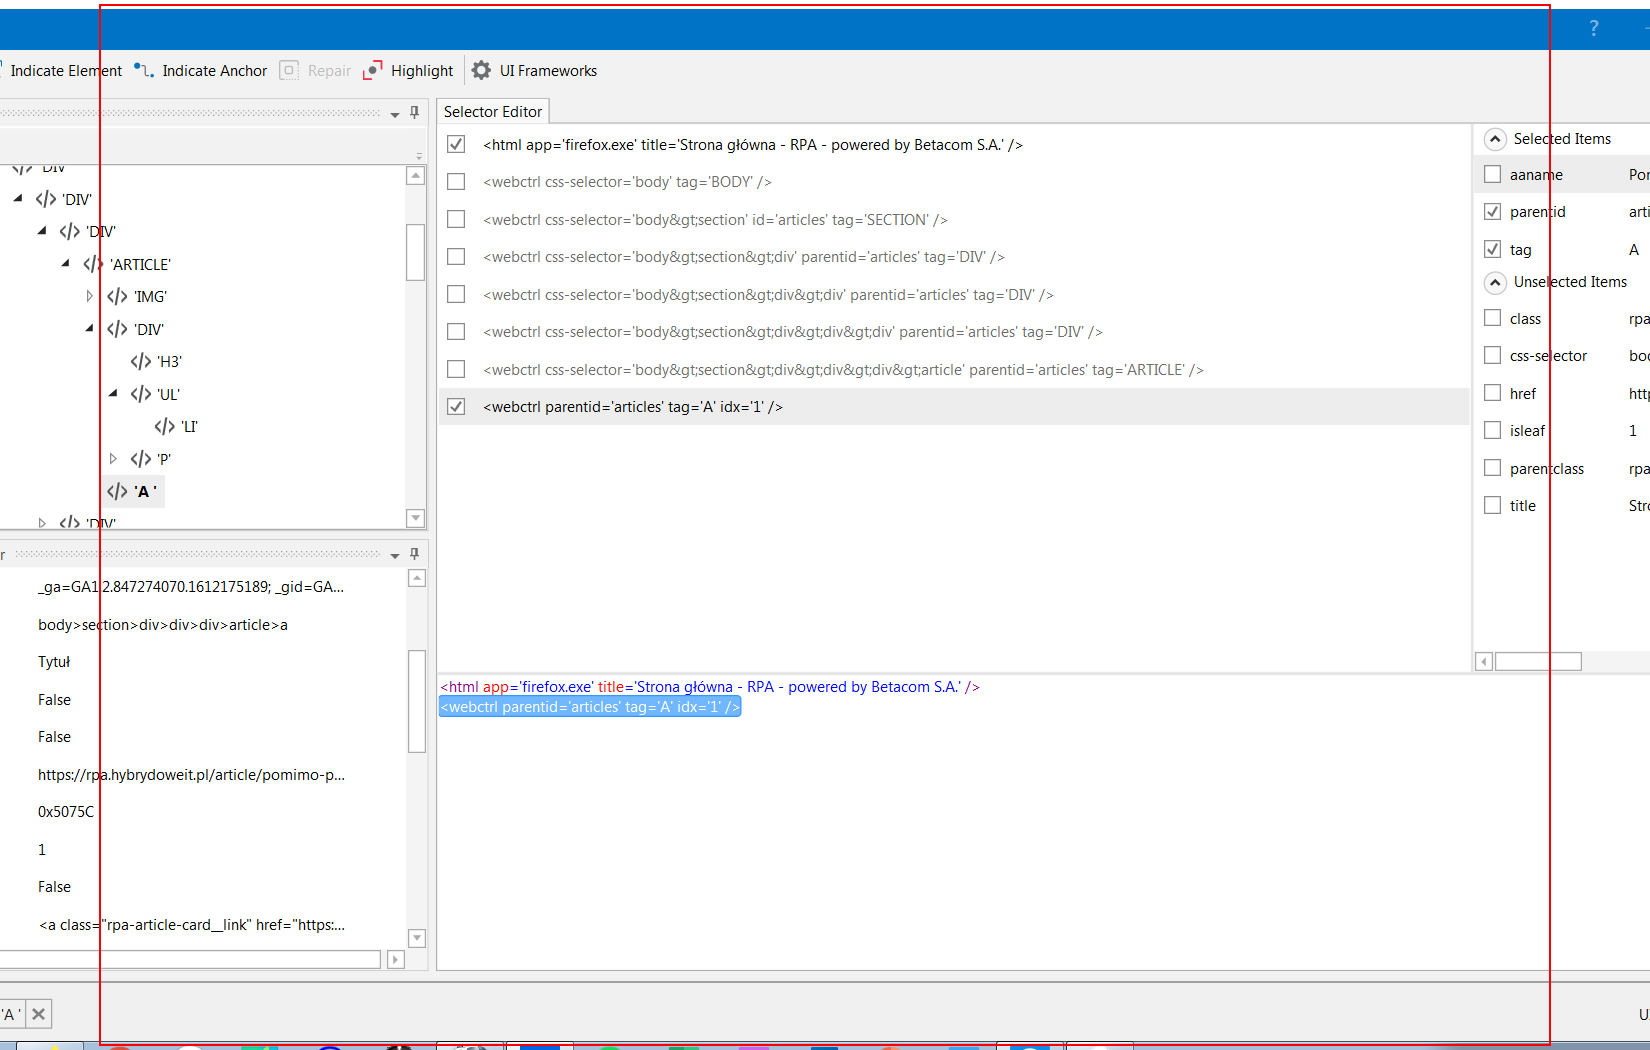 ?
Indicate Element
Indicate Anchor
Repair
Highlight
UI Frameworks
Selector Editor
'DIV'
'DIV'
'DIV'
'ARTICLE'
'IMG'
'DIV'
'H3'
'UL'
'LI'
'P'
'A '
'DIV'
<html app='firefox.exe' title='Strona główna - RPA - powered by Betacom S.A.' />
<webctrl css-selector='body' tag='BODY' />
<webctrl css-selector='body&gt;section' id='articles' tag='SECTION' />
<webctrl css-selector='body&gt;section&gt;div' parentid='articles' tag='DIV' />
<webctrl css-selector='body&gt;section&gt;div&gt;div' parentid='articles' tag='DIV' />
<webctrl css-selector='body&gt;section&gt;div&gt;div&gt;div' parentid='articles' tag='DIV' />
<webctrl css-selector='body&gt;section&gt;div&gt;div&gt;div&gt;article' parentid='articles' tag='ARTICLE' />
<webctrl parentid='articles' tag='A' idx='1' />
Selected Items
aaname Por
parentid arti
tag A
Unselected Items
class rpa
css-selector boc
href http
isleaf 1
parentclass rpa
title Stro
r
_ga=GA1.2.847274070.1612175189; _gid=GA...
body>section>div>div>div>article>a
Tytuł
False
False
https://rpa.hybrydoweit.pl/article/pomimo-p...
0x5075C
1
False
<a class="rpa-article-card__link" href="https:...
<html app='firefox.exe' title='Strona główna - RPA - powered by Betacom S.A.' />
<webctrl parentid='articles' tag='A' idx='1' />
'A '
U